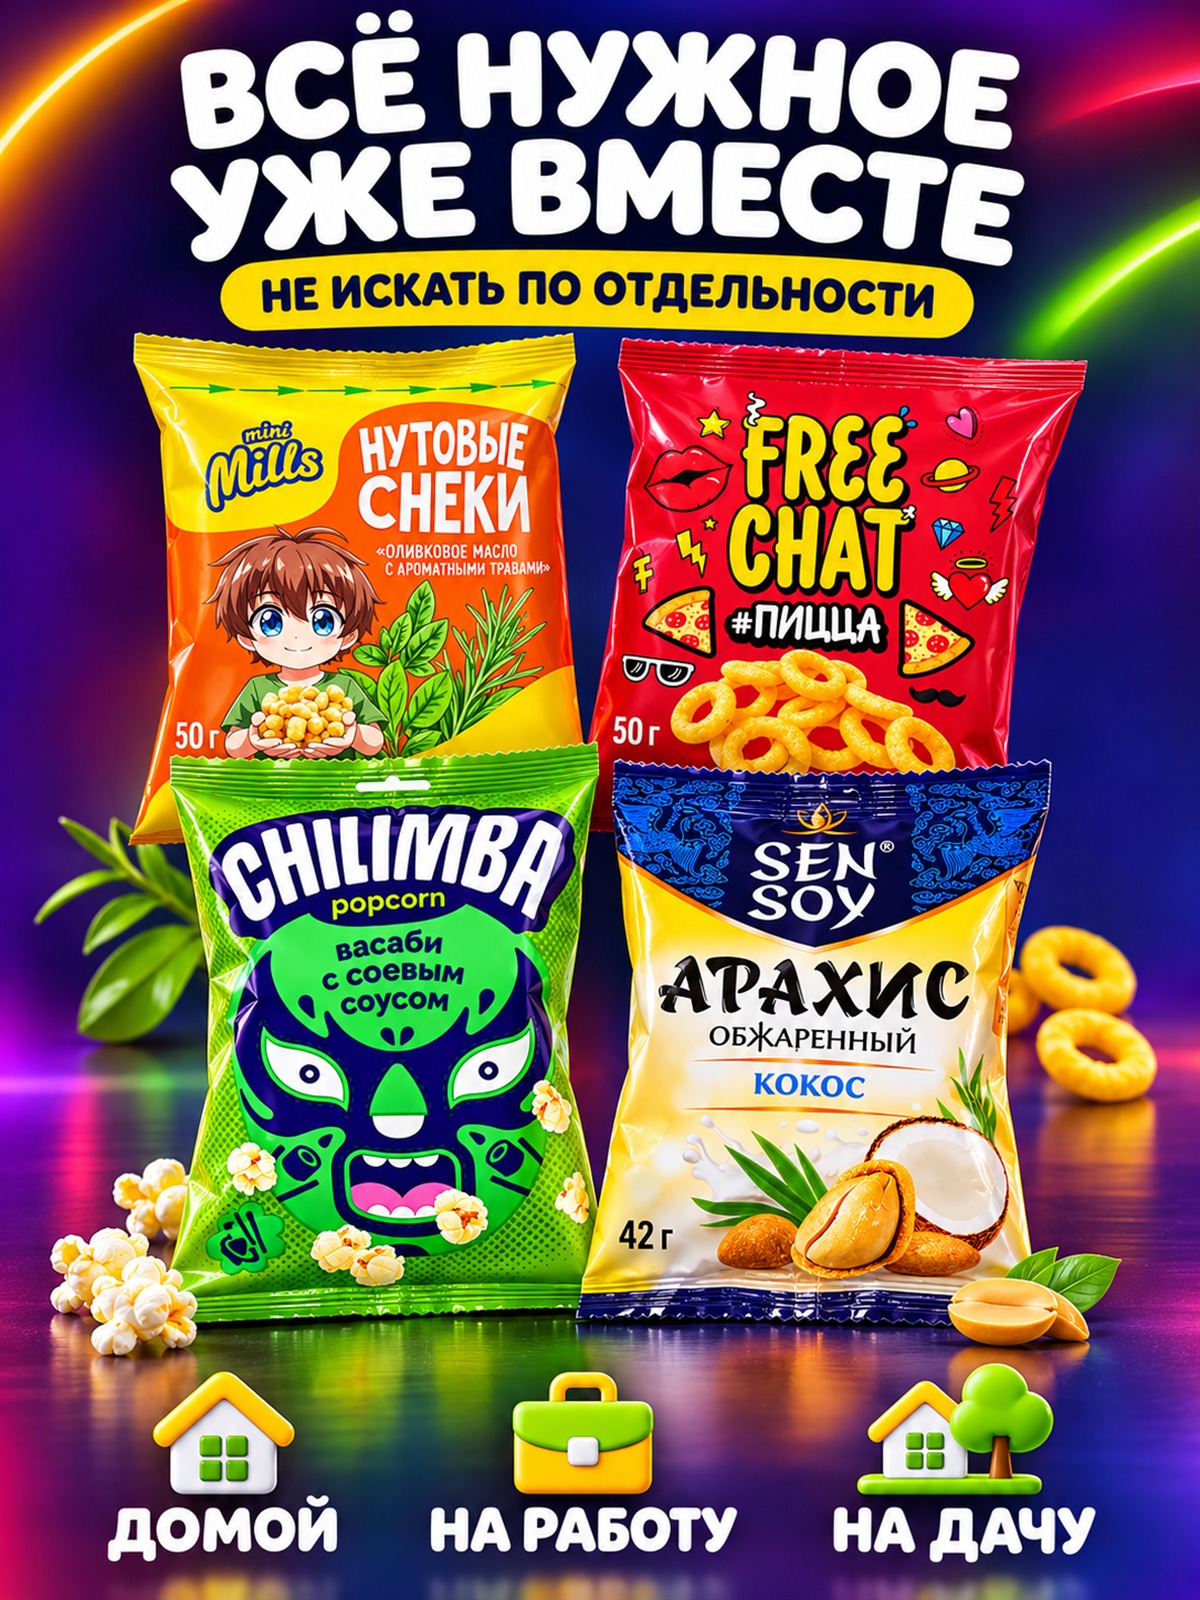 ВСЁ НУЖНОЕ
УЖЕ ВМЕСТЕ
НЕ ИСКАТЬ ПО ОТДЕЛЬНОСТИ
mini
Mills
НУТОВЫЕ
СНЕКИ
«ОЛИВКОВОЕ МАСЛО
С АРОМАТНЫМИ ТРАВАМИ»
50 г
FREE
CHAT
#ПИЦЦА
50 г
CHILIMBA
popcorn
васаби
с соевым
соусом
SEN
SOY®
АРАХИС
ОБЖАРЕННЫЙ
КОКОС
42 г
ДОМОЙ
НА РАБОТУ
НА ДАЧУ